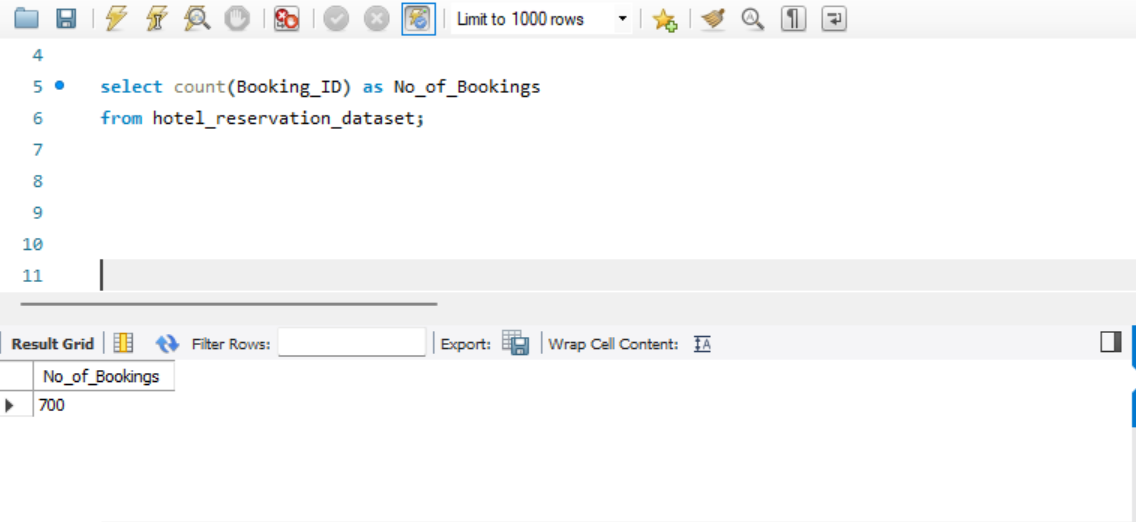 Limit to 1000 rows
4
5 select count(Booking_ID) as No_of_Bookings
6 from hotel_reservation_dataset;
7
8
9
10
11
Result Grid Filter Rows: Export: Wrap Cell Content: IA
No_of_Bookings
700